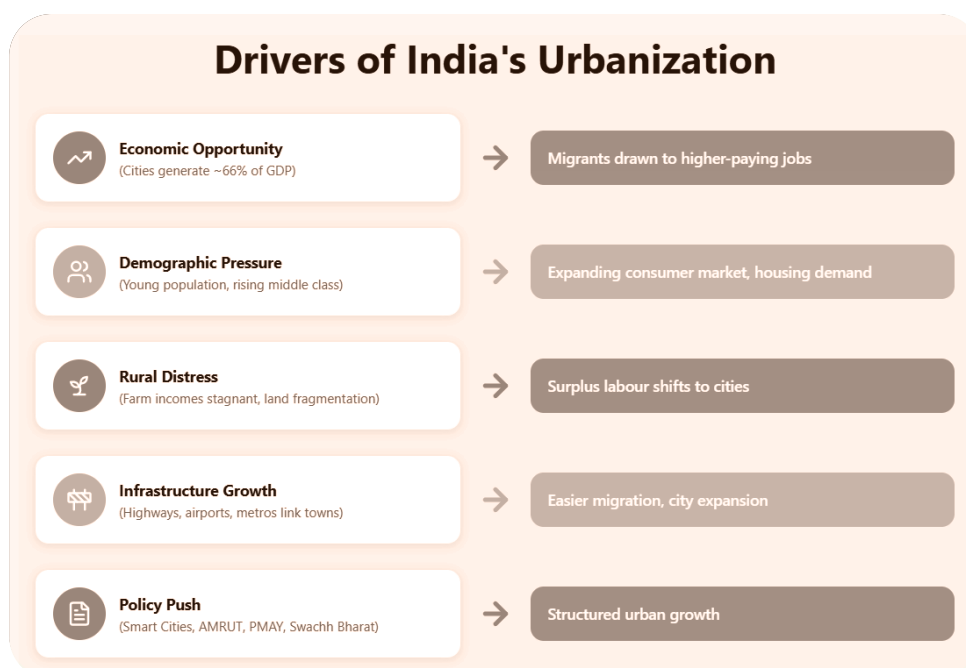 Drivers of India's Urbanization
Economic Opportunity
(Cities generate ~66% of GDP)
Migrants drawn to higher-paying jobs
Demographic Pressure
(Young population, rising middle class)
Expanding consumer market, housing demand
Rural Distress
(Farm incomes stagnant, land fragmentation)
Surplus labour shifts to cities
Infrastructure Growth
(Highways, airports, metros link towns)
Easier migration, city expansion
Policy Push
(Smart Cities, AMRUT, PMAY, Swachh Bharat)
Structured urban growth